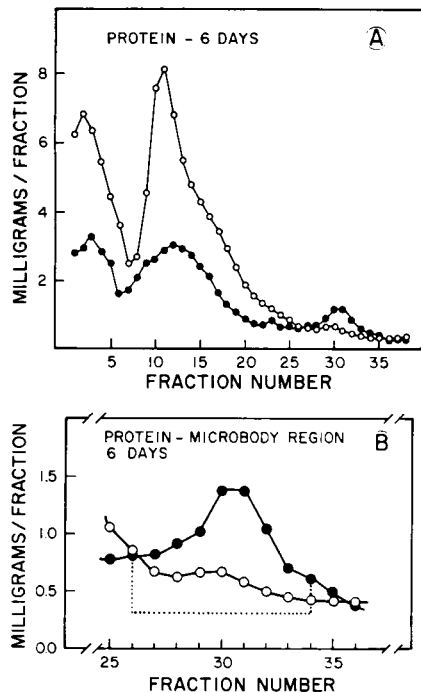 PROTEIN – 6 DAYS
A
MILLIGRAMS / FRACTION
8
6
4
2
5 10 15 20 25 30 35
FRACTION NUMBER
PROTEIN – MICROBODY REGION
6 DAYS
B
MILLIGRAMS/FRACTION
1.5
1.0
0.5
0.0
25 30 35
FRACTION NUMBER